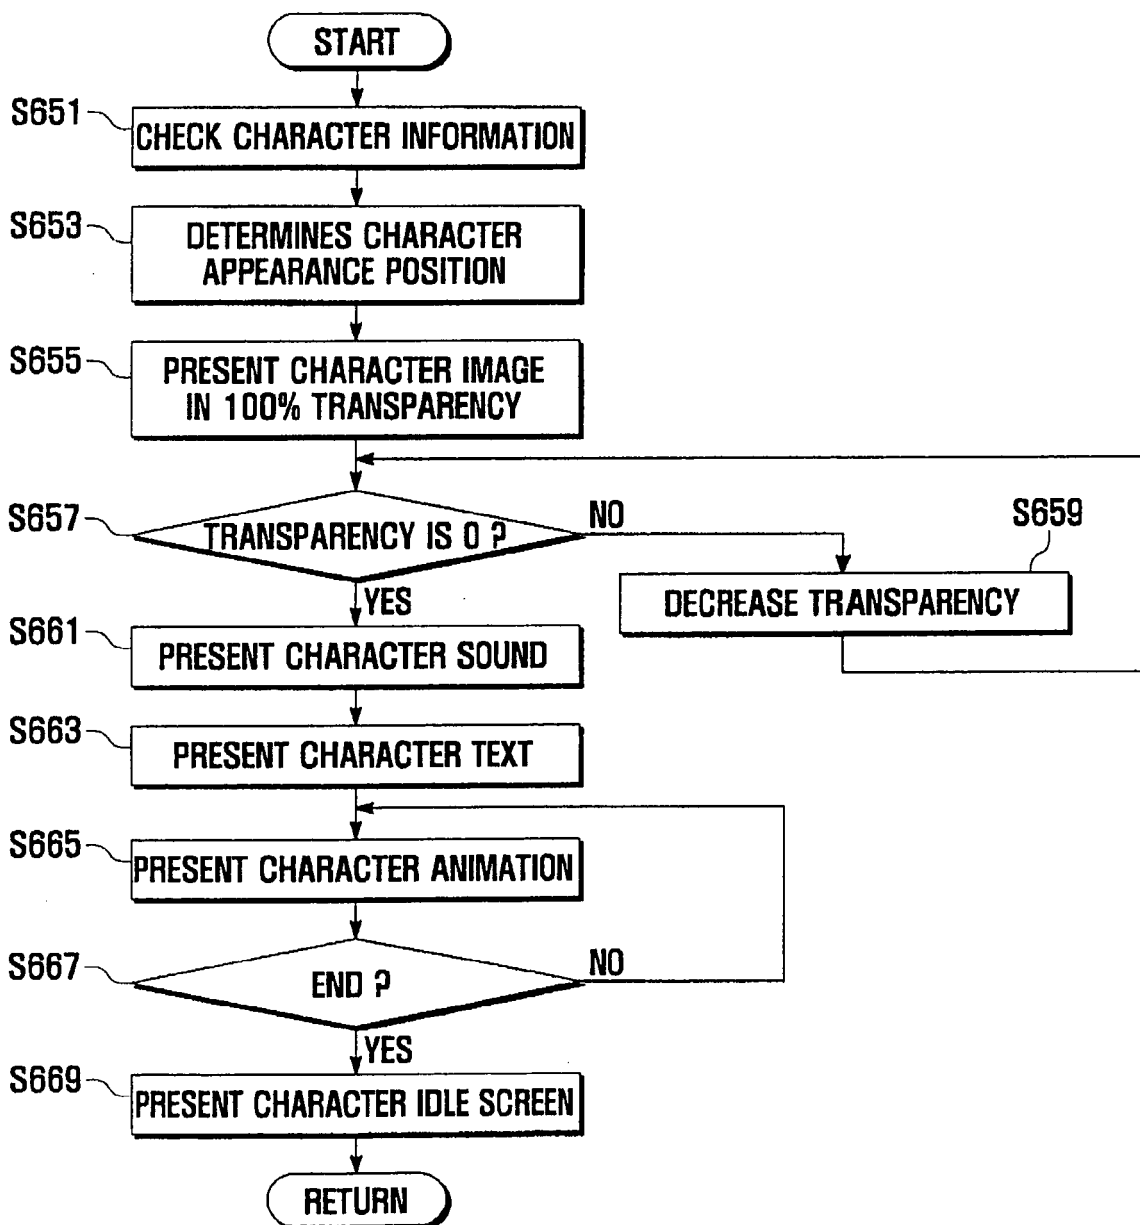 START
S651
CHECK CHARACTER INFORMATION
S653
DETERMINES CHARACTER
APPEARANCE POSITION
S655
PRESENT CHARACTER IMAGE
IN 100% TRANSPARENCY
S657
TRANSPARENCY IS 0 ?
NO
S659
DECREASE TRANSPARENCY
YES
S661
PRESENT CHARACTER SOUND
S663
PRESENT CHARACTER TEXT
S665
PRESENT CHARACTER ANIMATION
S667
END ?
NO
YES
S669
PRESENT CHARACTER IDLE SCREEN
RETURN